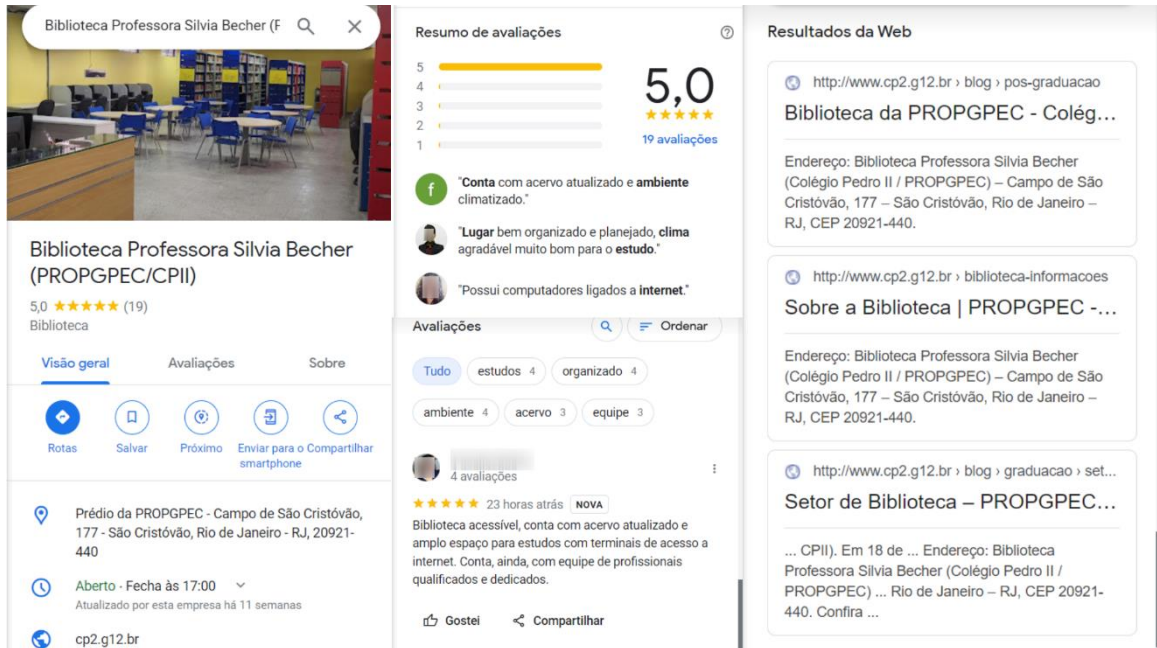 Biblioteca Professora Silvia Becher (F
Biblioteca Professora Silvia Becher
(PROPGPEC/CPII)
5,0 ★★★★★ (19)
Biblioteca
Visão geral
Avaliações
Sobre
Rotas
Salvar
Próximo
Enviar para o
smartphone
Compartilhar
Prédio da PROPGPEC - Campo de São Cristóvão,
177 - São Cristóvão, Rio de Janeiro - RJ, 20921-
440
Aberto · Fecha às 17:00
Atualizado por esta empresa há 11 semanas
cp2.g12.br
Resumo de avaliações
5
4
3
2
1
5,0
★★★★★
19 avaliações
f
"Conta com acervo atualizado e ambiente
climatizado."
"Lugar bem organizado e planejado, clima
agradável muito bom para o estudo."
"Possui computadores ligados a internet."
Avaliações
Ordenar
Tudo
estudos 4
organizado 4
ambiente 4
acervo 3
equipe 3
4 avaliações
★★★★★ 23 horas atrás NOVA
Biblioteca acessível, conta com acervo atualizado e
amplo espaço para estudos com terminais de acesso a
internet. Conta, ainda, com equipe de profissionais
qualificados e dedicados.
Gostei
Compartilhar
Resultados da Web
http://www.cp2.g12.br › blog › pos-graduacao
Biblioteca da PROPGPEC - Colég...
Endereço: Biblioteca Professora Silvia Becher
(Colégio Pedro II / PROPGPEC) – Campo de São
Cristóvão, 177 – São Cristóvão, Rio de Janeiro –
RJ, CEP 20921-440.
http://www.cp2.g12.br › biblioteca-informacoes
Sobre a Biblioteca | PROPGPEC -...
Endereço: Biblioteca Professora Silvia Becher
(Colégio Pedro II / PROPGPEC) – Campo de São
Cristóvão, 177 – São Cristóvão, Rio de Janeiro –
RJ, CEP 20921-440.
http://www.cp2.g12.br › blog › graduacao › set...
Setor de Biblioteca – PROPGPEC...
... CPII). Em 18 de ... Endereço: Biblioteca
Professora Silvia Becher (Colégio Pedro II /
PROPGPEC) ... Rio de Janeiro – RJ, CEP 20921-
440. Confira ...